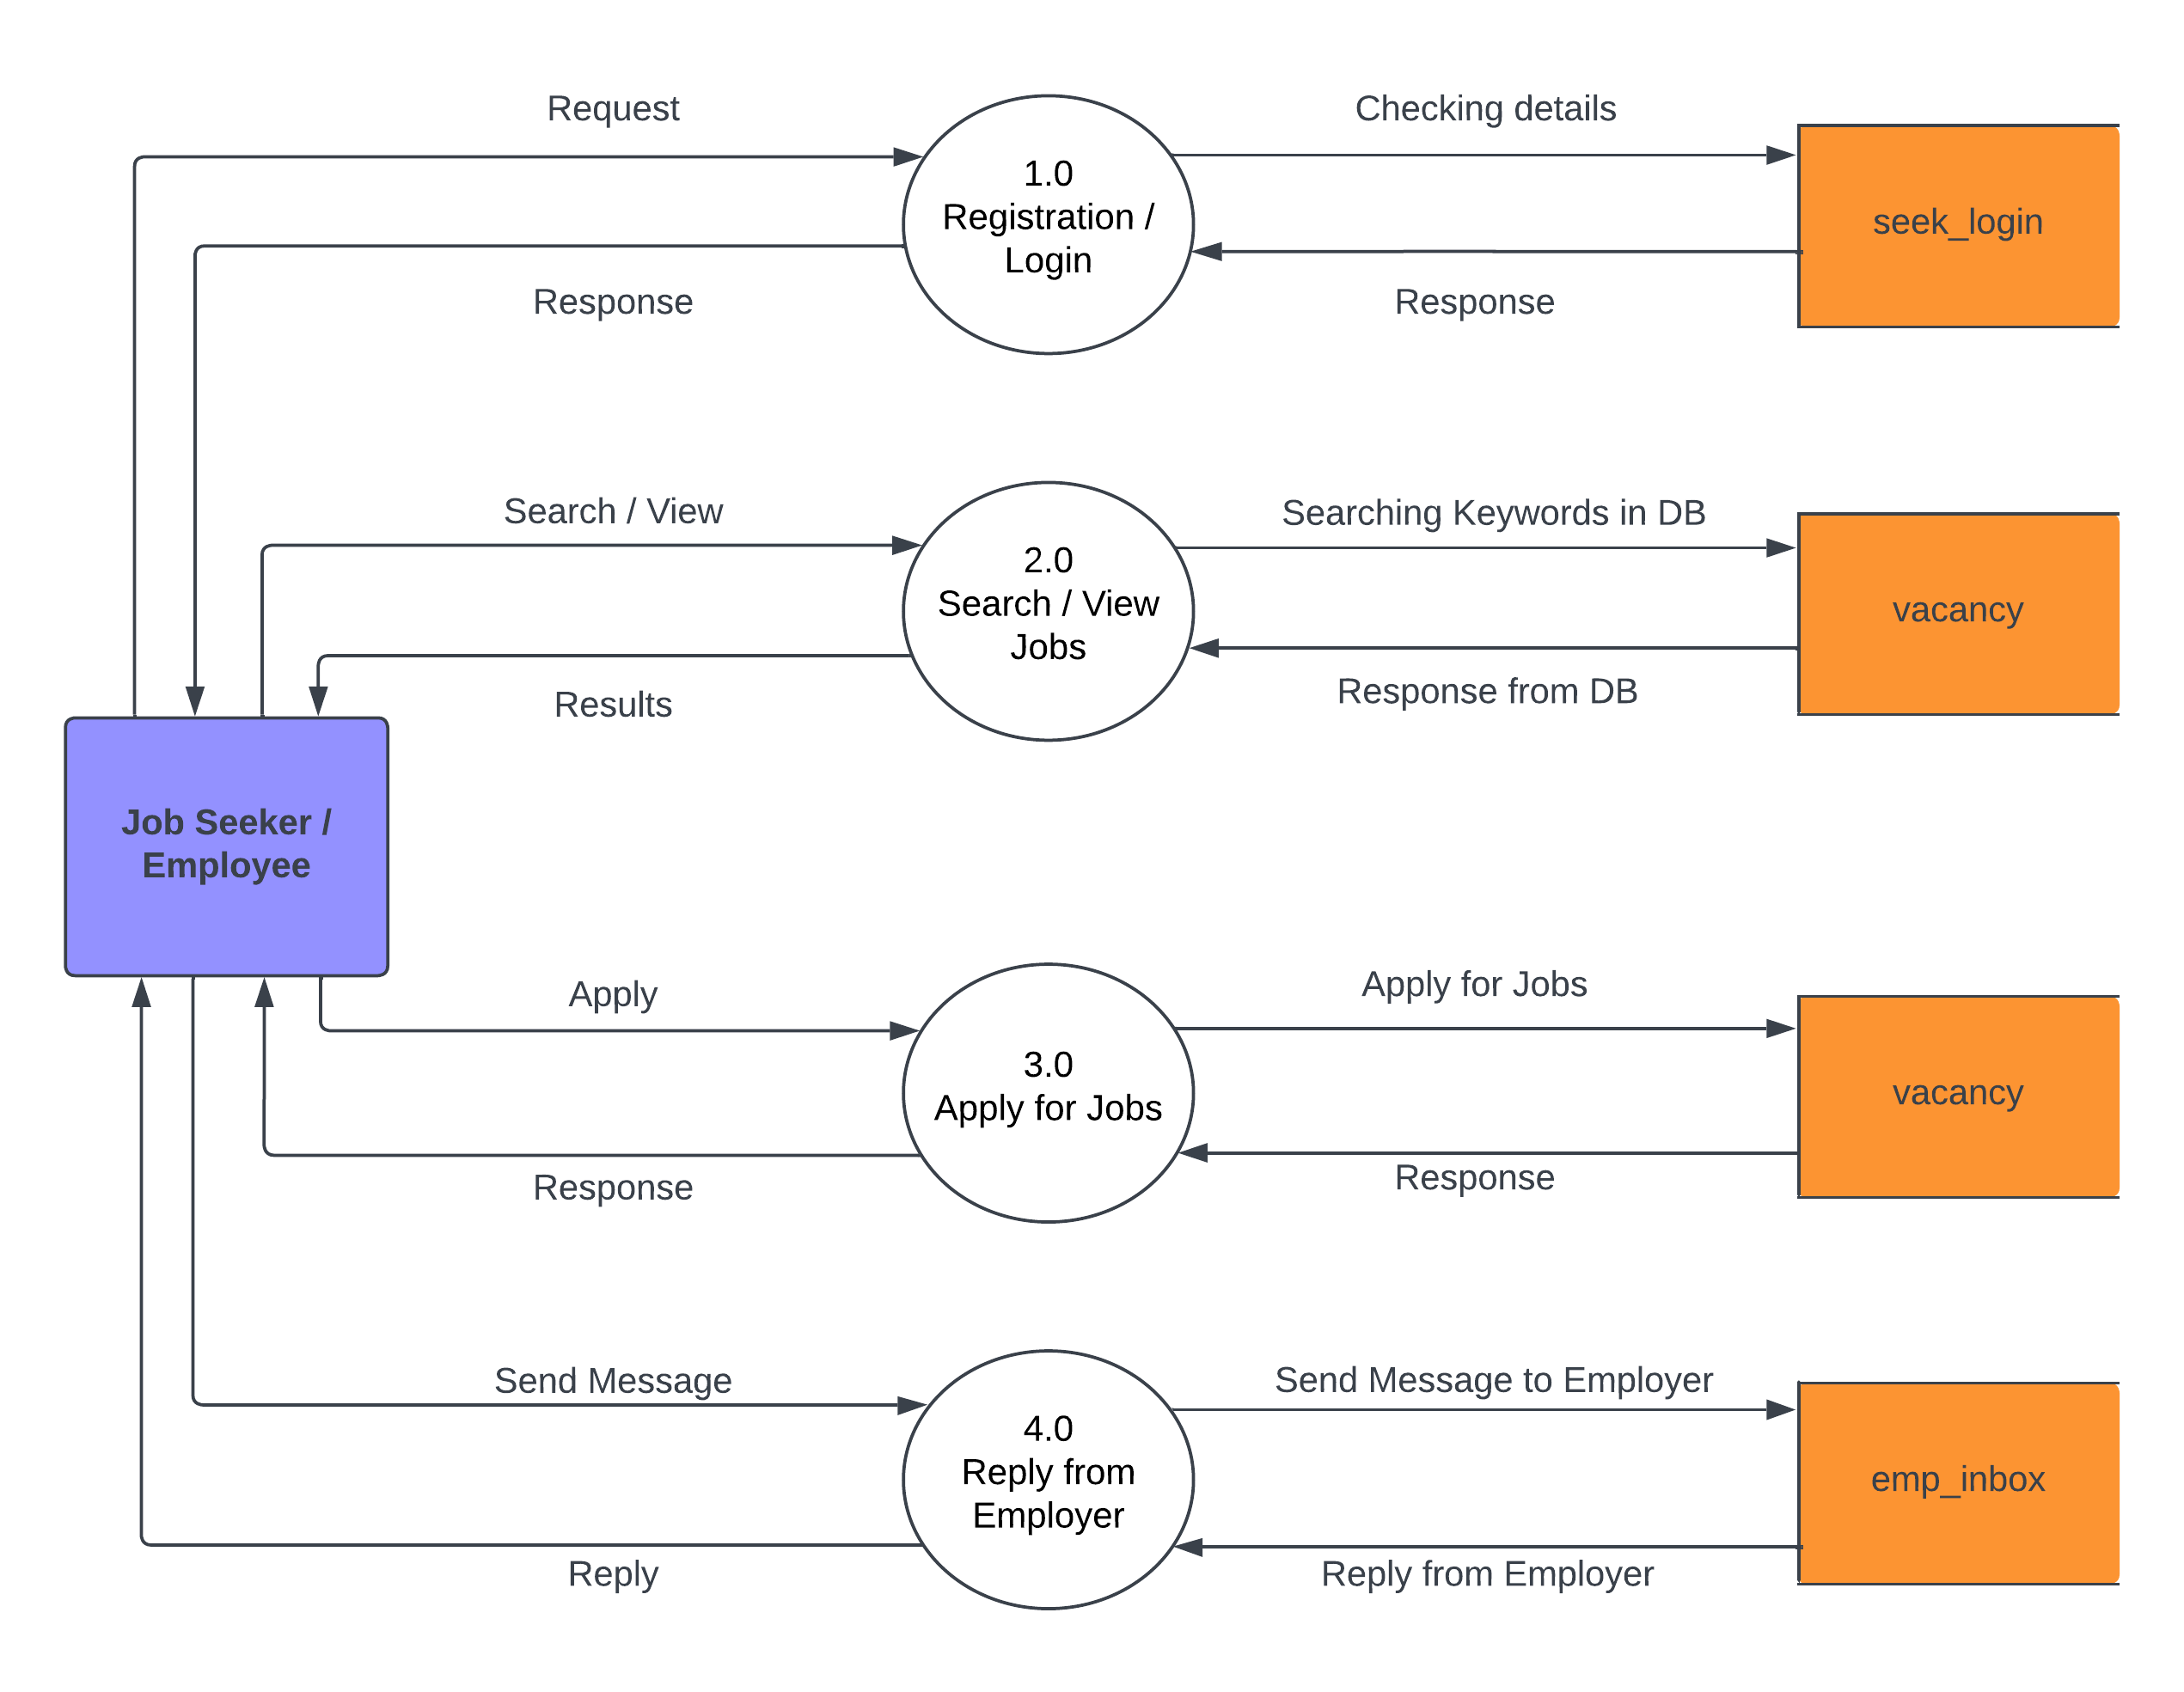 Request
Checking details
1.0
Registration /
Login
seek_login
Response
Response
Search / View
Searching Keywords in DB
2.0
Search / View
Jobs
vacancy
Results
Response from DB
Job Seeker /
Employee
Apply
Apply for Jobs
3.0
Apply for Jobs
vacancy
Response
Response
Send Message
Send Message to Employer
4.0
Reply from
Employer
emp_inbox
Reply
Reply from Employer